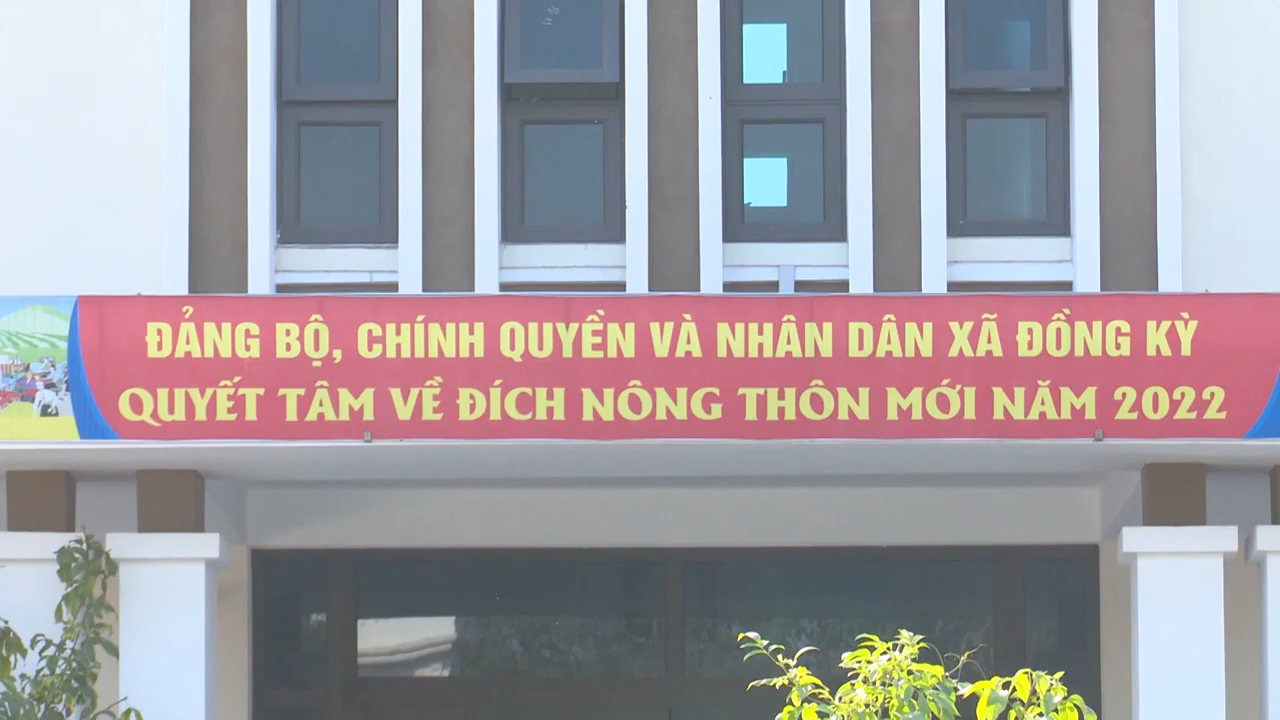 ĐẢNG BỘ, CHÍNH QUYỀN VÀ NHÂN DÂN XÃ ĐỒNG KỲ
QUYẾT TÂM VỀ ĐÍCH NÔNG THÔN MỚI NĂM 2022